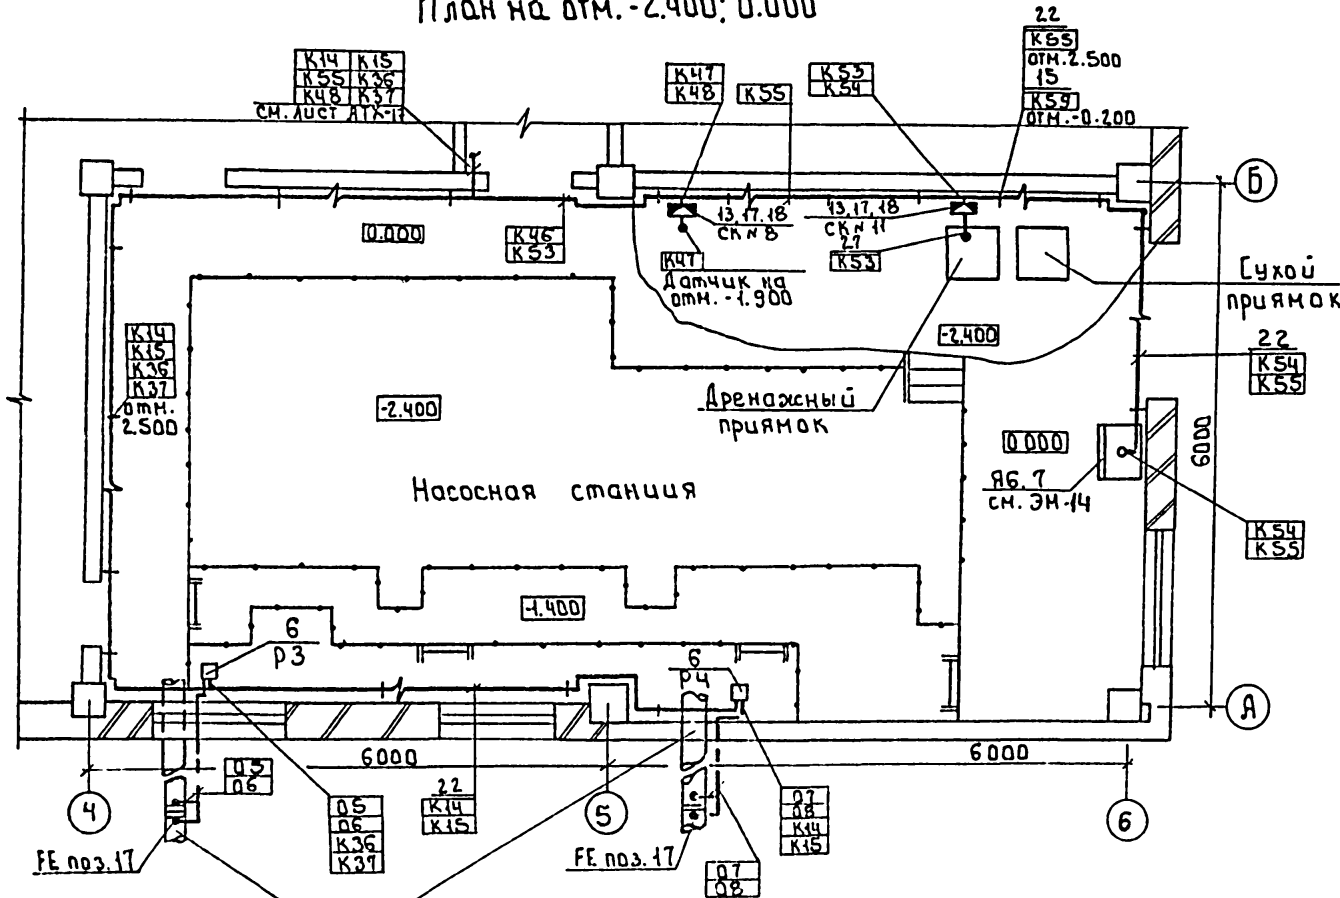 План на отм. -2.400; 0.000
22
К55
отм.2.500
15
К59
отм.-0.200
К14 К15
К55 К36
К48 К37
см. лист АТХ-11
К47
К48
К55
К53
К54
Б
0.000
К46
К53
13,17,18
СК N 8
13,17,18
СК N 11
27
К53
К47
Датчик на
отм. -1.900
Сухой
приямок
К14
К15
К36
К37
отм.
2.500
-2.400
-2.400
22
К54
К55
Дренажный
приямок
0.000
6000
Насосная станция
ЯБ. 7
см. ЭМ-14
К54
К55
-1.400
6
Р3
6
Р4
А
6000
6000
05
06
22
К14
К15
4
5
6
05
06
К36
К37
07
08
К14
К15
FE поз.17
FE поз.17
07
08